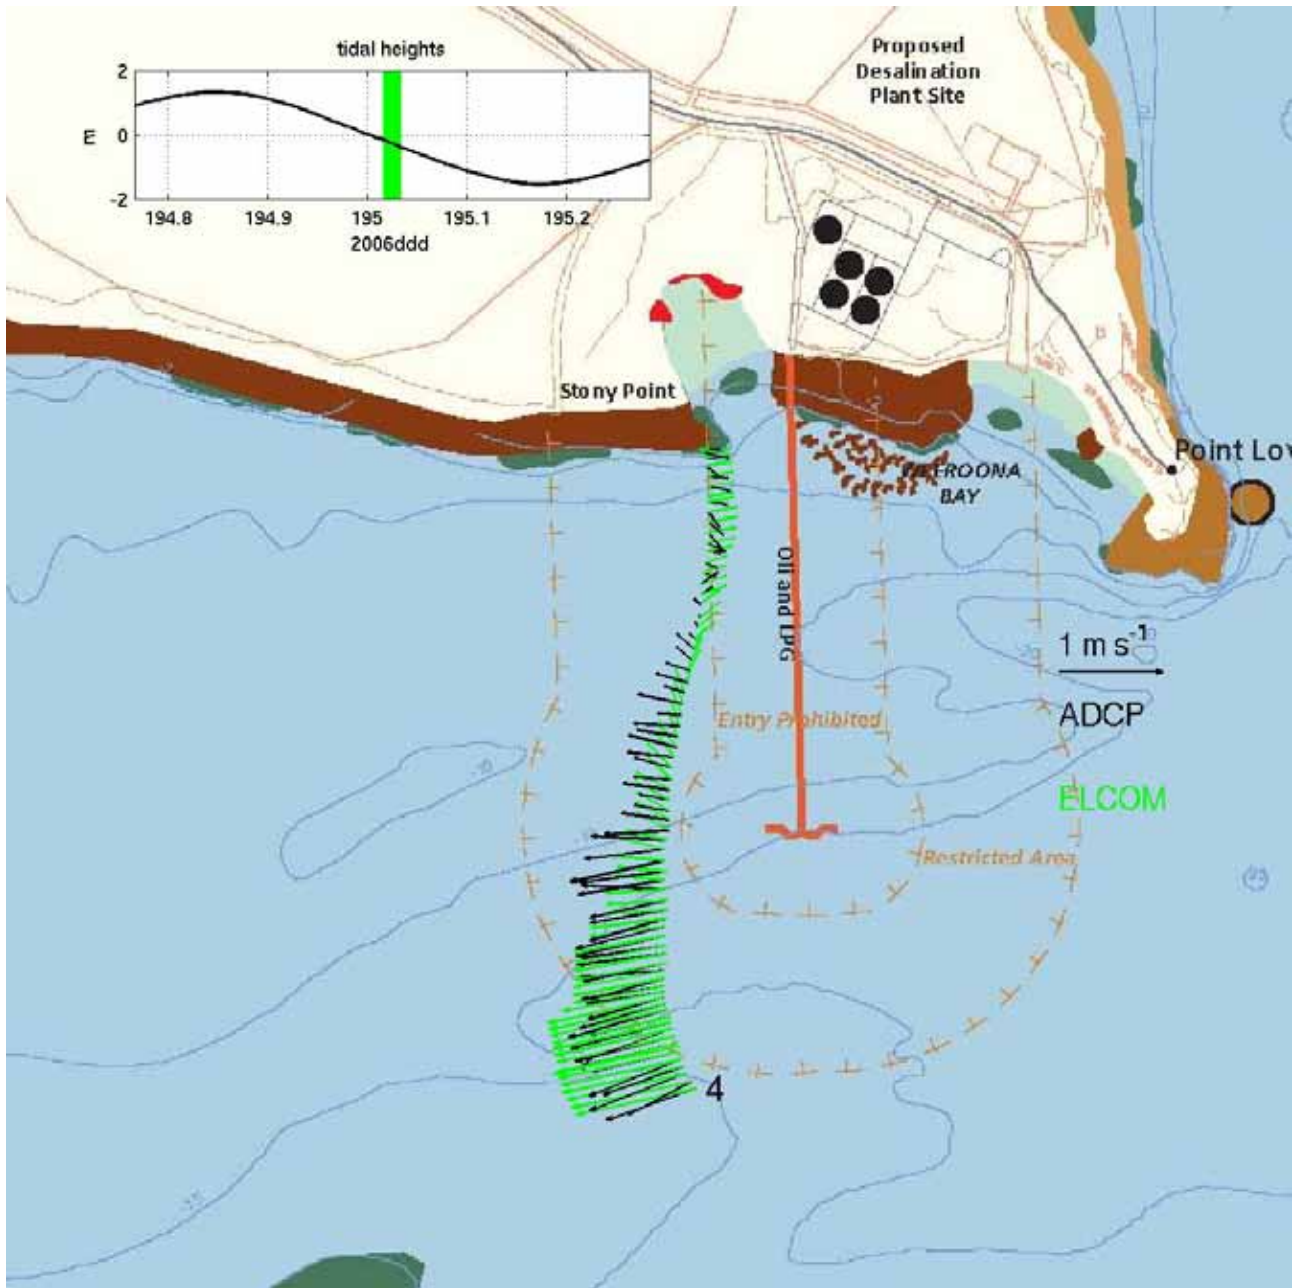 tidal heights
2
0
-2
m
194.8 194.9 195 195.1 195.2
2006ddd
Proposed
Desalination
Plant Site
Stony Point
Point Lov
BAY
Oil and LPG
1 m s-1
Entry Prohibited
ADCP
ELCOM
Restricted Area
4